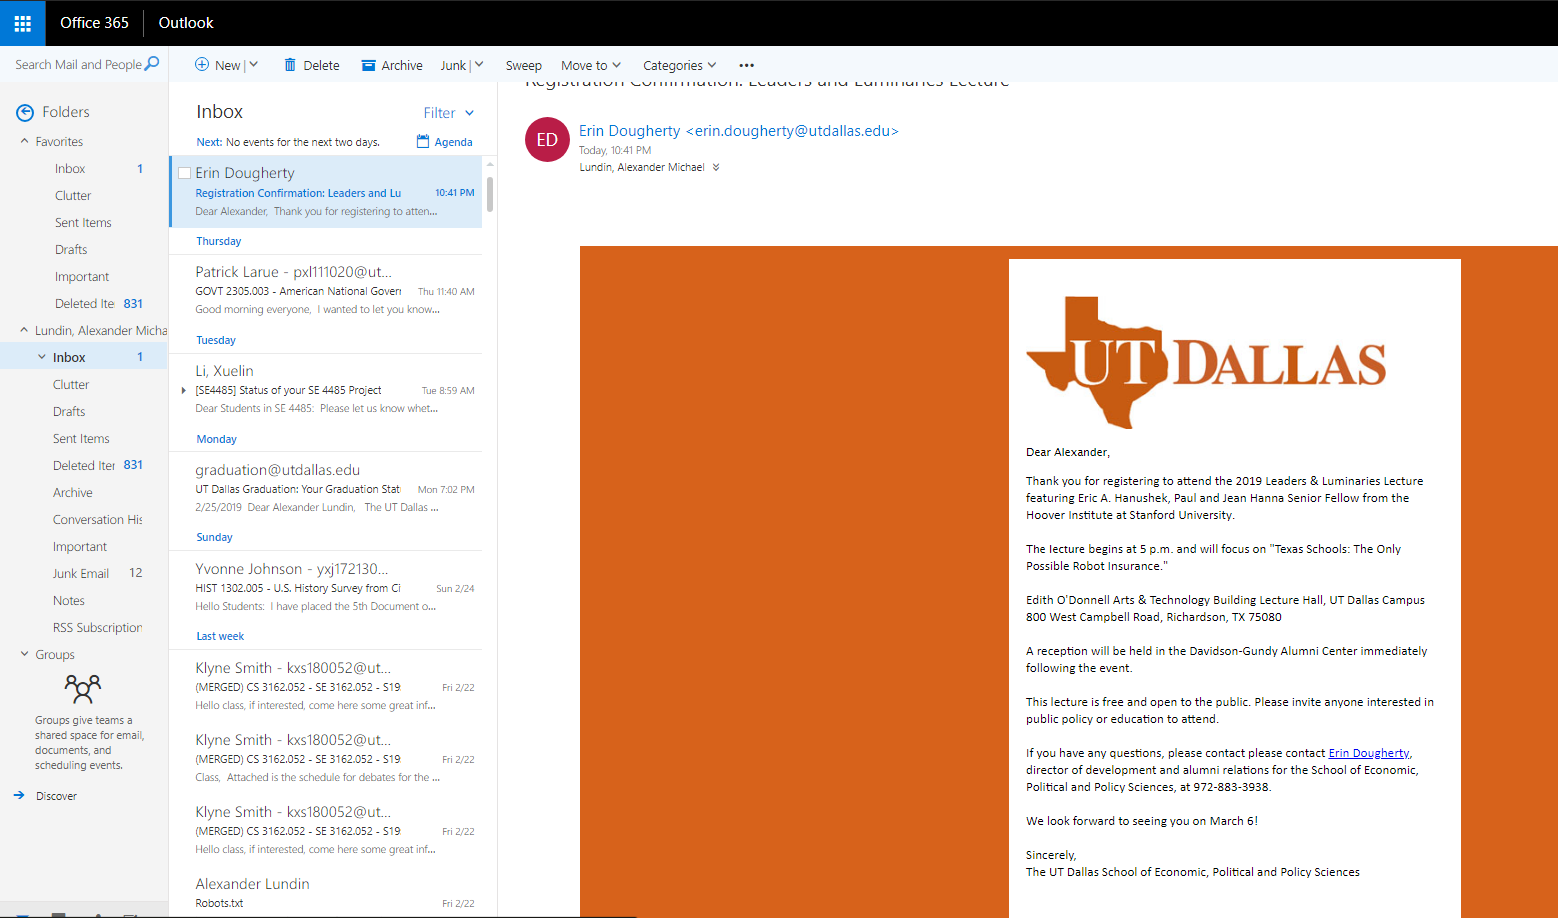 Office 365
Outlook
Search Mail and People
New
Delete
Archive
Junk
Sweep
Move to
Categories
Folders
Favorites
Inbox 1
Clutter
Sent Items
Drafts
Important
Deleted Ite 831
Lundin, Alexander Micha
Inbox 1
Clutter
Drafts
Sent Items
Deleted Iter 831
Archive
Conversation His
Important
Junk Email 12
Notes
RSS Subscription
Groups
Groups give teams a
shared space for email,
documents, and
scheduling events.
Discover
Inbox
Filter
Next: No events for the next two days.
Agenda
Erin Dougherty
Registration Confirmation: Leaders and Lu 10:41 PM
Dear Alexander, Thank you for registering to atten...
Thursday
Patrick Larue - pxl111020@ut...
GOVT 2305.003 - American National Govern Thu 11:40 AM
Good morning everyone, I wanted to let you know...
Tuesday
Li, Xuelin
[SE4485] Status of your SE 4485 Project Tue 8:59 AM
Dear Students in SE 4485: Please let us know whet...
Monday
graduation@utdallas.edu
UT Dallas Graduation: Your Graduation Stat Mon 7:02 PM
2/25/2019 Dear Alexander Lundin, The UT Dallas ...
Sunday
Yvonne Johnson - yxj172130...
HIST 1302.005 - U.S. History Survey from Ci Sun 2/24
Hello Students: I have placed the 5th Document o...
Last week
Klyne Smith - kxs180052@ut...
(MERGED) CS 3162.052 - SE 3162.052 - S19 Fri 2/22
Hello class, if interested, come here some great inf...
Klyne Smith - kxs180052@ut...
(MERGED) CS 3162.052 - SE 3162.052 - S19 Fri 2/22
Class, Attached is the schedule for debates for the ...
Klyne Smith - kxs180052@ut...
(MERGED) CS 3162.052 - SE 3162.052 - S19 Fri 2/22
Hello class, if interested, come here some great inf...
Alexander Lundin
Robots.txt Fri 2/22
Registration Confirmation: Leaders and Luminaries Lecture
ED
Erin Dougherty <erin.dougherty@utdallas.edu>
Today, 10:41 PM
Lundin, Alexander Michael
UT DALLAS
Dear Alexander,
Thank you for registering to attend the 2019 Leaders & Luminaries Lecture
featuring Eric A. Hanushek, Paul and Jean Hanna Senior Fellow from the
Hoover Institute at Stanford University.
The lecture begins at 5 p.m. and will focus on "Texas Schools: The Only
Possible Robot Insurance."
Edith O'Donnell Arts & Technology Building Lecture Hall, UT Dallas Campus
800 West Campbell Road, Richardson, TX 75080
A reception will be held in the Davidson-Gundy Alumni Center immediately
following the event.
This lecture is free and open to the public. Please invite anyone interested in
public policy or education to attend.
If you have any questions, please contact please contact Erin Dougherty,
director of development and alumni relations for the School of Economic,
Political and Policy Sciences, at 972-883-3938.
We look forward to seeing you on March 6!
Sincerely,
The UT Dallas School of Economic, Political and Policy Sciences